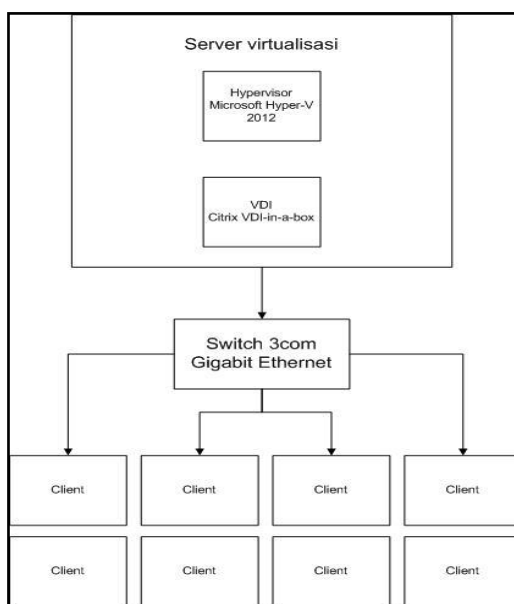 Server virtualisasi
Hypervisor
Microsoft Hyper-V
2012
VDI
Citrix VDI-in-a-box
Switch 3com
Gigabit Ethernet
Client
Client
Client
Client
Client
Client
Client
Client